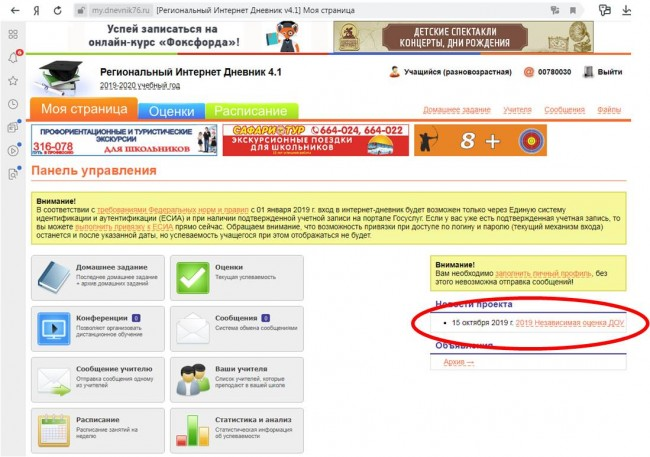 my.dnevnik76.ru [Региональный Интернет Дневник v4.1] Моя страница
Успей записаться на
онлайн-курс «Фоксфорда»!
ДЕТСКИЕ СПЕКТАКЛИ
КОНЦЕРТЫ, ДНИ РОЖДЕНИЯ
Региональный Интернет Дневник 4.1
2019-2020 учебный год
Учащийся (разновозрастная)
00780030
Выйти
Моя страница
Оценки
Расписание
Домашнее задание
Учителя
Сообщения
Файлы
ПРОФОРИЕНТАЦИОННЫЕ И ТУРИСТИЧЕСКИЕ
ЭКСКУРСИИ
316-078
ПУТЬ В ПРОФЕССИЮ
ДЛЯ ШКОЛЬНИКОВ
САФАРИ ТУР 664-024, 664-022
ЭКСКУРСИОННЫЕ ПОЕЗДКИ
ДЛЯ ШКОЛЬНИКОВ
8 +
Панель управления
Внимание!
В соответствии с требованиями Федеральных норм и правил с 01 января 2019 г. вход в интернет-дневник будет возможен только через Единую систему
идентификации и аутентификации (ЕСИА) и при наличии подтвержденной учетной записи на портале Госуслуг. Если у вас уже есть подтвержденная учетная запись, то
вы можете выполнить привязку к ЕСИА прямо сейчас. Обращаем внимание, что возможность привязки при доступе по логину и паролю (текущий механизм входа)
останется и после указанной даты, но успеваемость учащегося при этом отображаться не будет.
Домашнее задание
Последнее домашнее задание
+ архив домашних заданий
Оценки
Текущая успеваемость
Конференции 0
Позволяет организовать
дистанционное обучение
Сообщения 0
Система обмена сообщениями
Сообщение учителю
Отправка сообщения одному
из учителей
Ваши учителя
Список учителей, которые
преподают в вашей школе
Расписание
Расписание занятий на
неделю
Статистика и анализ
Статистическая информация
об успеваемости
Внимание!
Вам необходимо заполнить личный профиль, без
этого невозможна отправка сообщений!
Новости проекта
15 октября 2019 г. 2019 Независимая оценка ДОУ
Объявления
Архив →